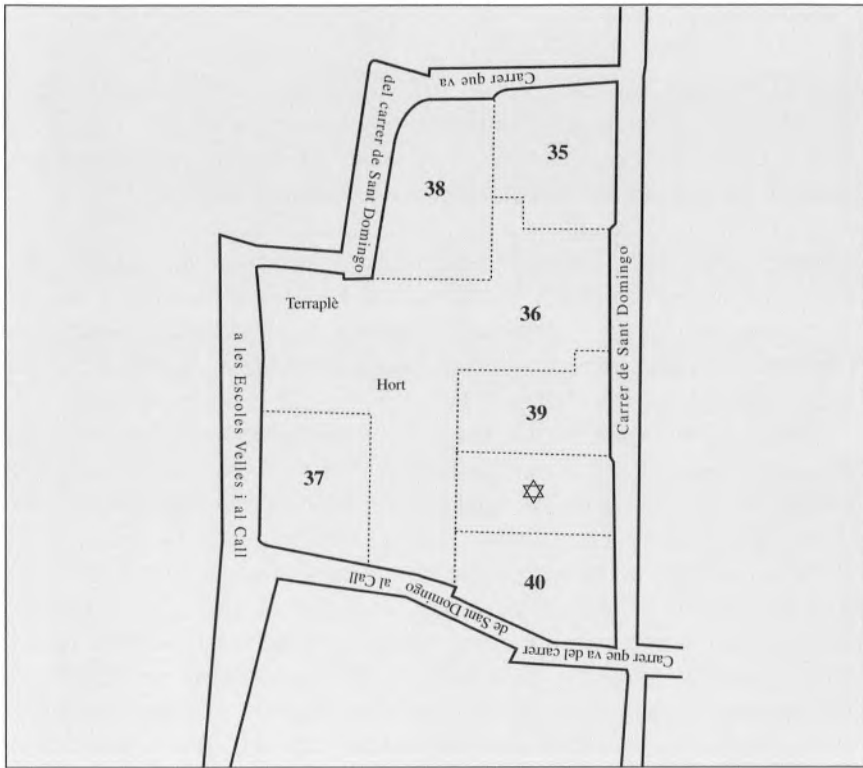 Carrer que va
del carrer de Sant Domingo
a les Escoles Velles i al Call
35
38
Terraplè
36
Carrer de Sant Domingo
Hort
39
37
40
Carrer que va del carrer
de Sant Domingo
al Call